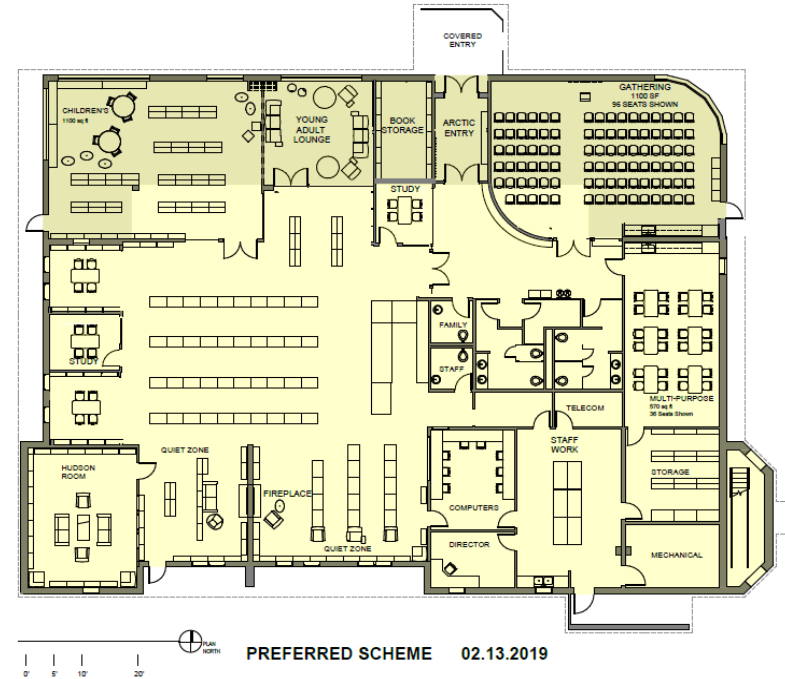 COVERED
ENTRY
CHILDREN'S
1100 sq ft
YOUNG
ADULT
LOUNGE
BOOK
STORAGE
ARCTIC
ENTRY
GATHERING
1100 SF
96 SEATS SHOWN
STUDY
STUDY
FAMILY
STAFF
MULTI-PURPOSE
570 sq ft
36 Seats Shown
TELECOM
STAFF
WORK
STORAGE
HUDSON
ROOM
QUIET ZONE
FIREPLACE
QUIET ZONE
COMPUTERS
DIRECTOR
MECHANICAL
PLAN
NORTH
PREFERRED SCHEME 02.13.2019
0' 5' 10' 20'